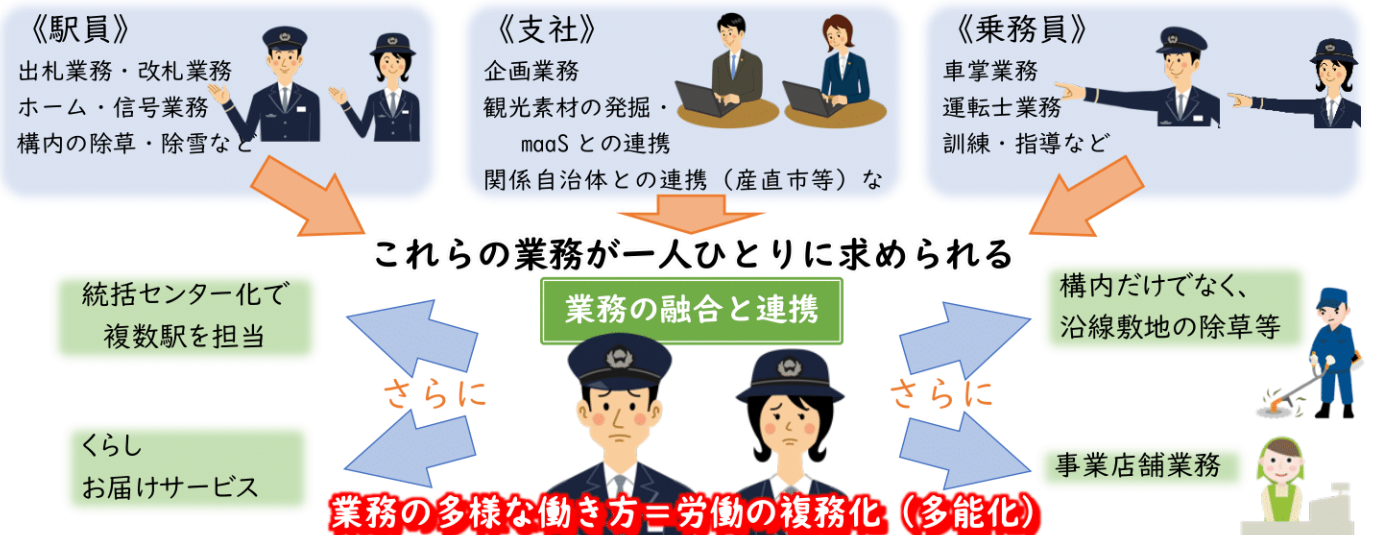 《駅員》
出札業務・改札業務
ホーム・信号業務
構内の除草・除雪など
《支社》
企画業務
観光素材の発掘・
maaSとの連携
関係自治体との連携（産直市等）な
《乗務員》
車掌業務
運転士業務
訓練・指導など
これらの業務が一人ひとりに求められる
業務の融合と連携
統括センター化で
複数駅を担当
さらに
くらし
お届けサービス
構内だけでなく、
沿線敷地の除草等
さらに
事業店舗業務
業務の多様な働き方＝労働の複務化（多能化）